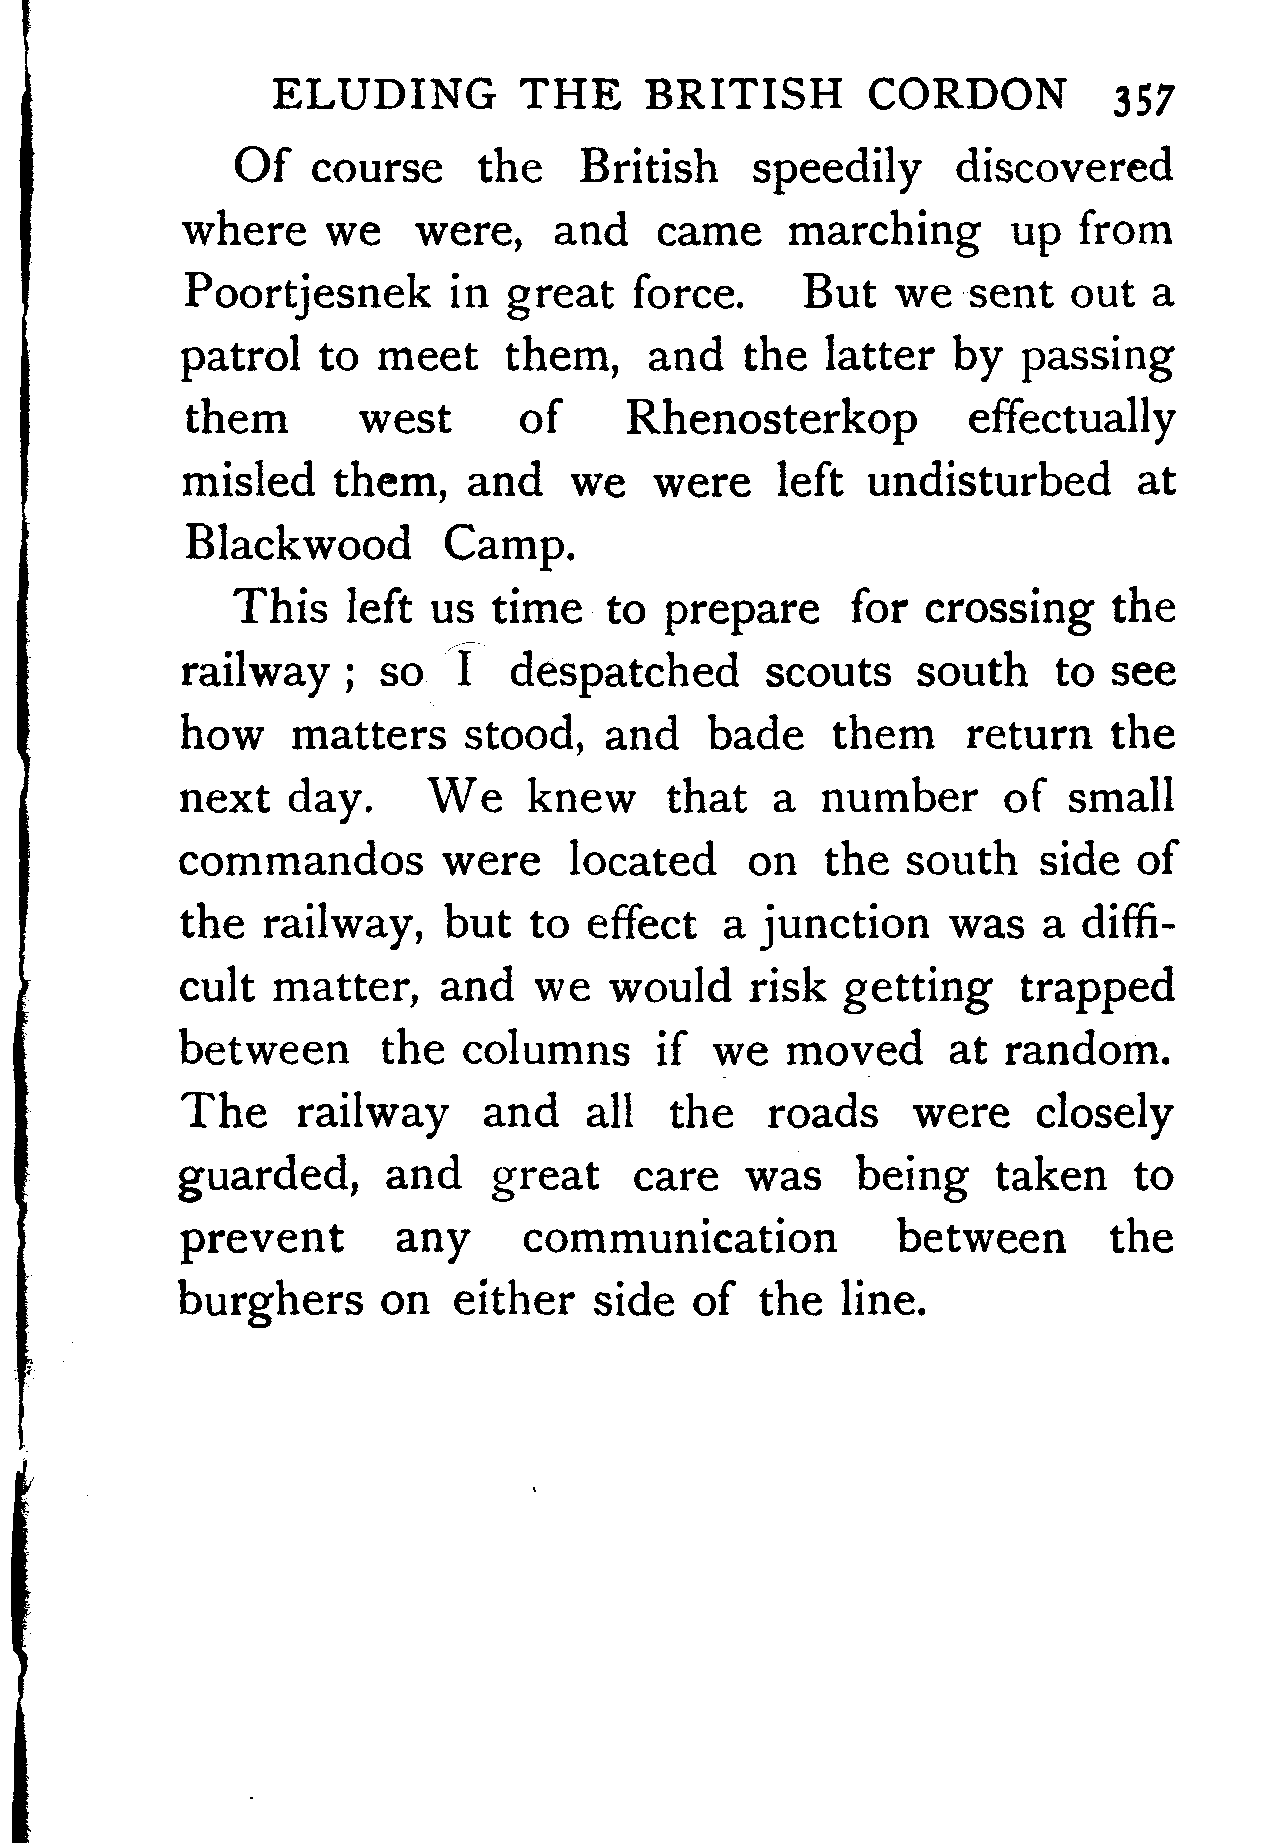 ELUDING THE BRITISH CORDON 357
Of course the British speedily discovered
where we were, and came marching up from
Poortjesnek in great force. But we sent out a
patrol to meet them, and the latter by passing
them west of Rhenosterkop effectually
misled them, and we were left undisturbed at
Blackwood Camp.
This left us time to prepare for crossing the
railway ; so I despatched scouts south to see
how matters stood, and bade them return the
next day. We knew that a number of small
commandos were located on the south side of
the railway, but to effect a junction was a diffi-
cult matter, and we would risk getting trapped
between the columns if we moved at random.
The railway and all the roads were closely
guarded, and great care was being taken to
prevent any communication between the
burghers on either side of the line.